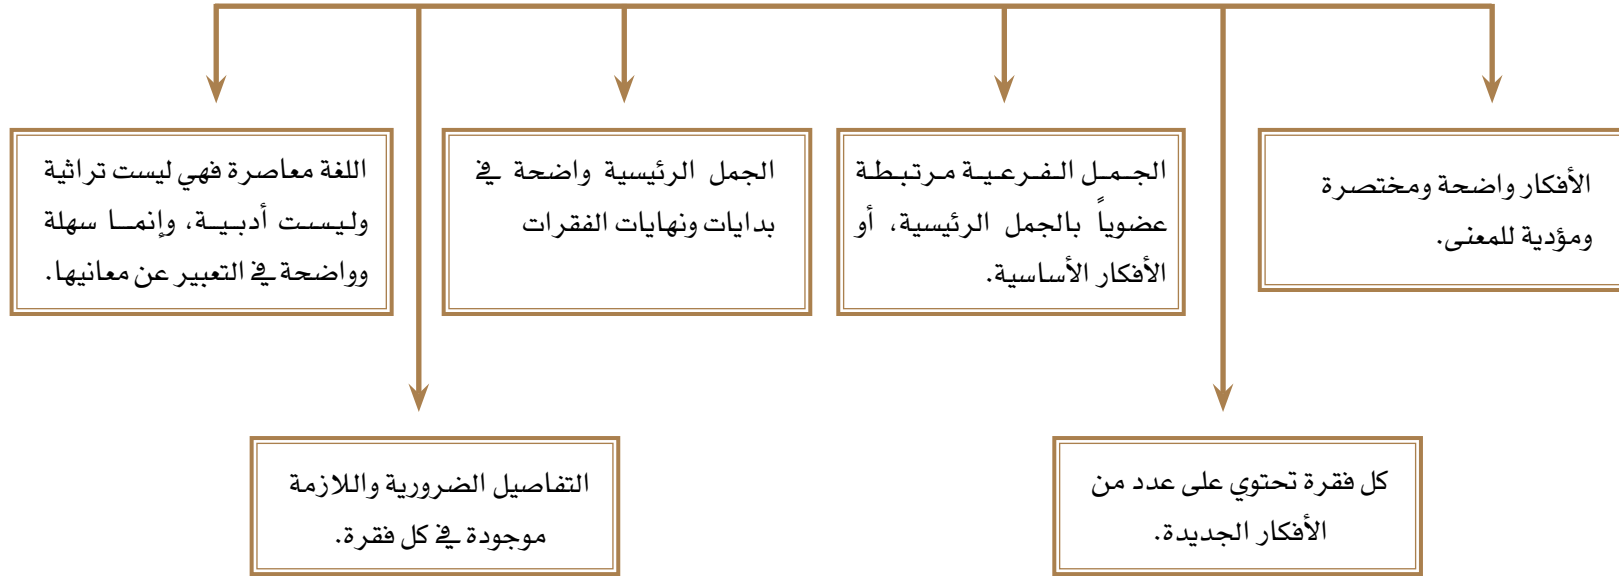 الأفكار واضحة ومختصرة
ومؤدية للمعنى.
الجمل الفرعية مرتبطة
عضوياً بالجمل الرئيسية، أو
الأفكار الأساسية.
الجمل الرئيسية واضحة في
بدايات ونهايات الفقرات
اللغة معاصرة فهي ليست تراثية
وليست أدبية، وإنما سهلة
وواضحة في التعبير عن معانيها.
كل فقرة تحتوي على عدد من
الأفكار الجديدة.
التفاصيل الضرورية واللازمة
موجودة في كل فقرة.